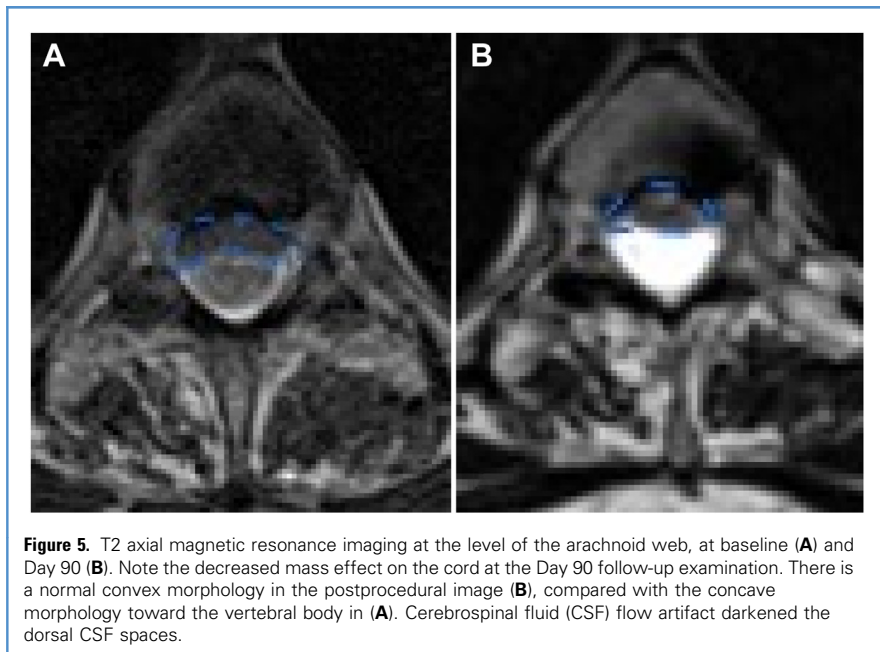 A
B
Figure 5. T2 axial magnetic resonance imaging at the level of the arachnoid web, at baseline (A) and
Day 90 (B). Note the decreased mass effect on the cord at the Day 90 follow-up examination. There is
a normal convex morphology in the postprocedural image (B), compared with the concave
morphology toward the vertebral body in (A). Cerebrospinal fluid (CSF) flow artifact darkened the
dorsal CSF spaces.